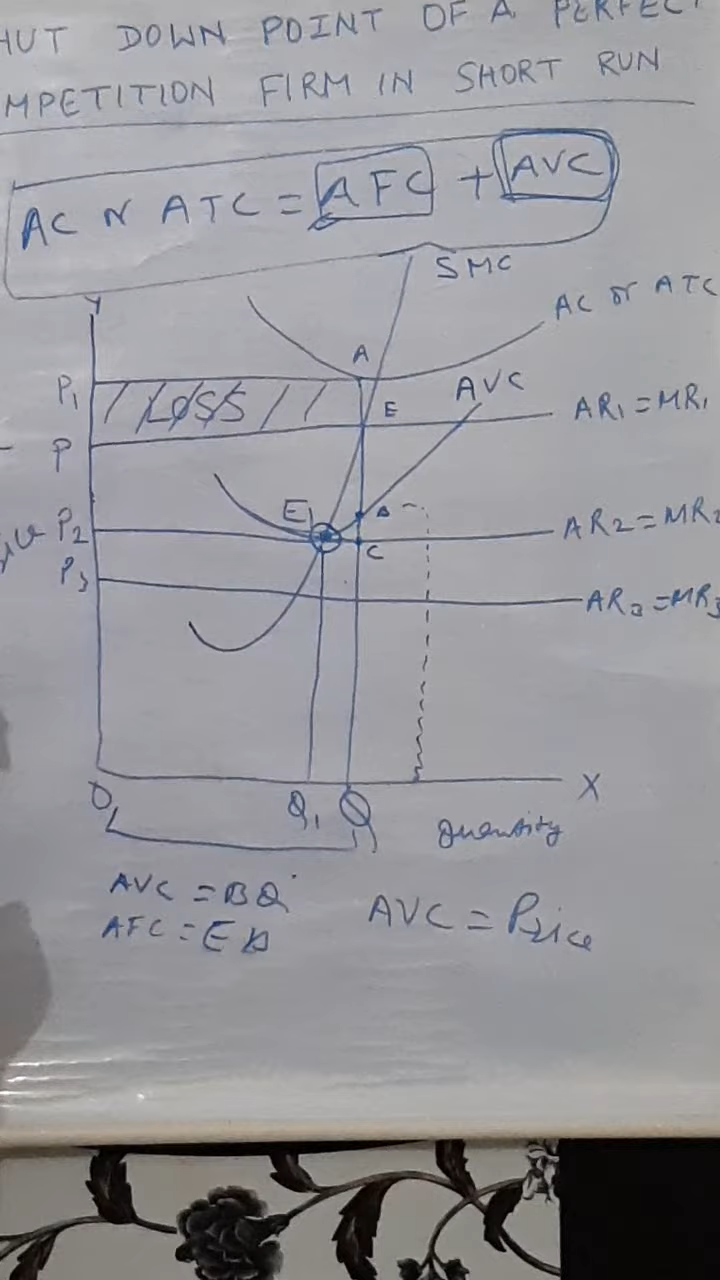 HUT DOWN POINT OF A PERFECT
MPETITION FIRM IN SHORT RUN
AC or ATC = AFC + AVC
SMC
Y
AC or ATC
A
P₁
LOSS
AVC
E
AR₁ = MR₁
P
E₁
B
P₂
AR₂ = MR₂
C
P₃
AR₃ = MR₃
O
Q₁
Q
X
Quantity
AVC = BQ
AFC = EB
AVC = Price